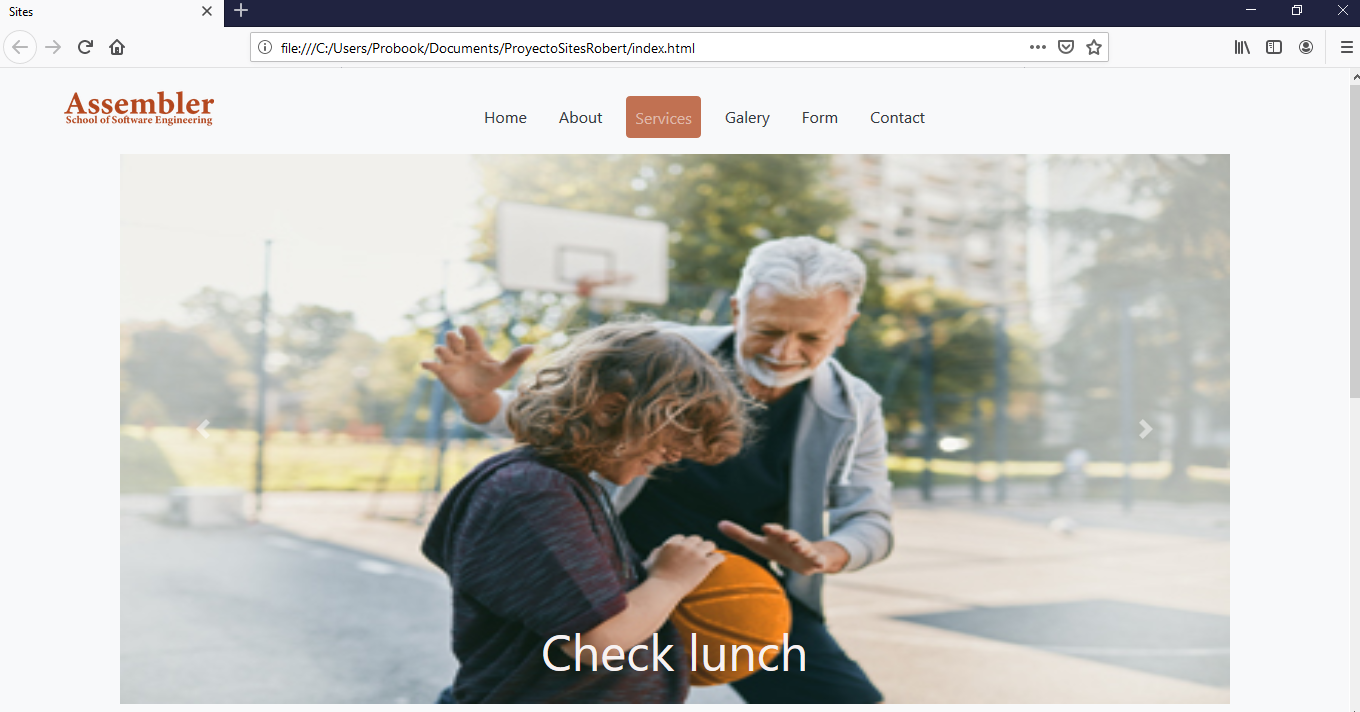 Sites
file:///C:/Users/Probook/Documents/ProyectoSitesRobert/index.html
Assembler
School of Software Engineering
Home About Services Galery Form Contact
Check lunch